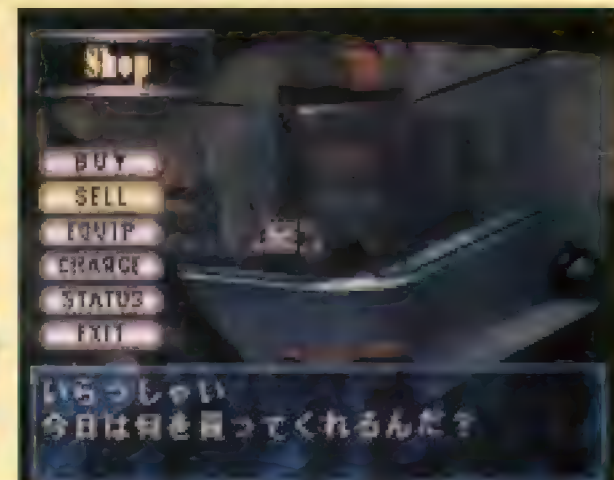 Shop
BUY
SELL
EQUIP
CHARGE
STATUS
EXIT
いらっしゃい
今日は何を買ってくれるんだ？